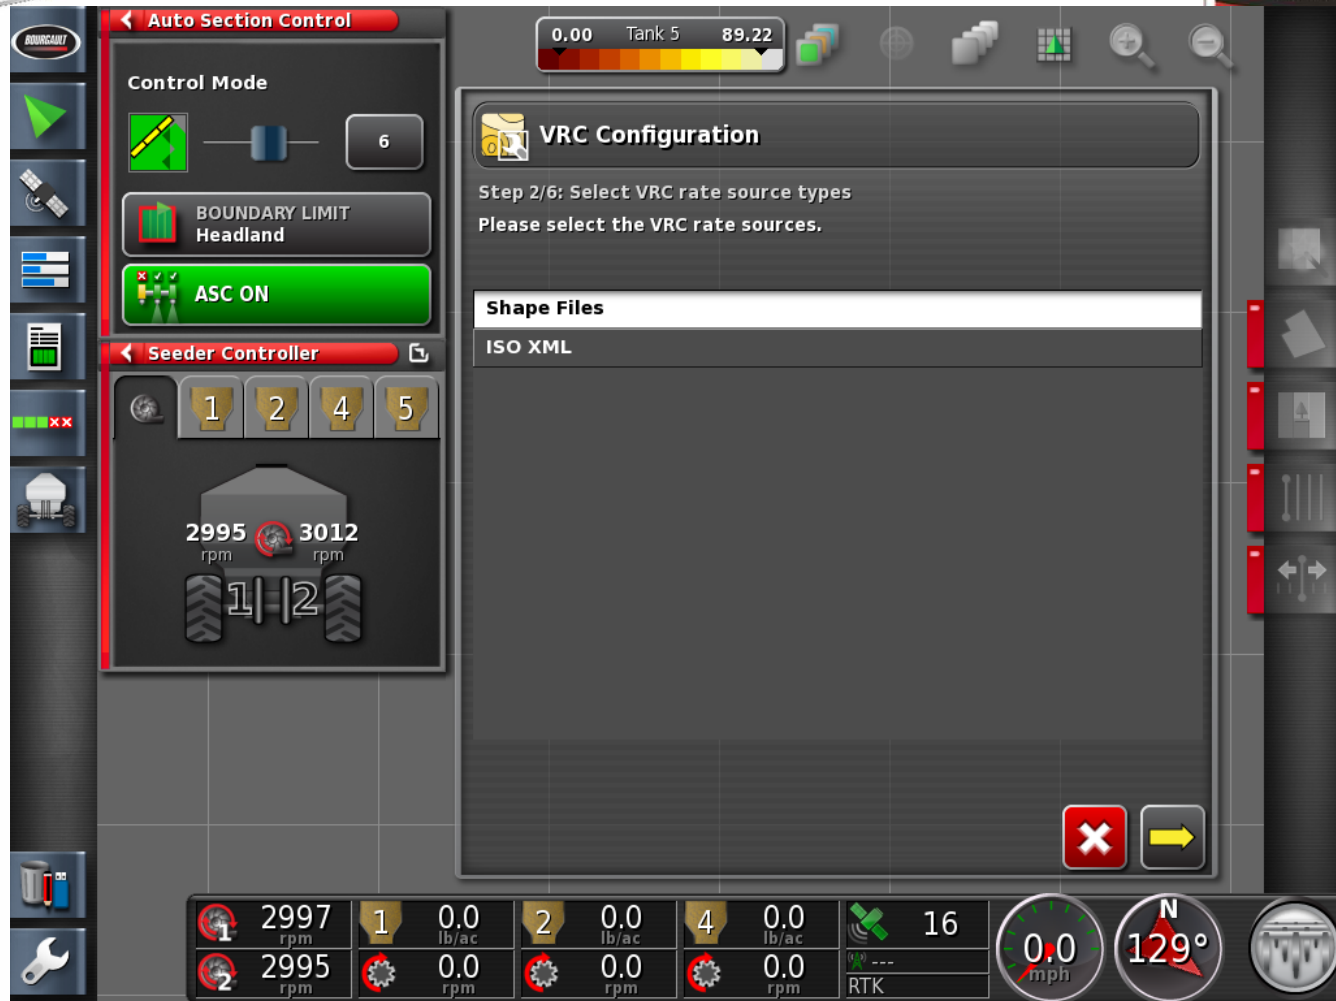 BOURGAULT
Auto Section Control
Control Mode
6
BOUNDARY LIMIT
Headland
ASC ON
Seeder Controller
1 2 4 5
2995 3012
rpm rpm
1 2
0.00 Tank 5 89.22
VRC Configuration
Step 2/6: Select VRC rate source types
Please select the VRC rate sources.
Shape Files
ISO XML
1 2997 rpm
2 2995 rpm
1 0.0 lb/ac
0.0 rpm
2 0.0 lb/ac
0.0 rpm
4 0.0 lb/ac
0.0 rpm
16
---
RTK
0.0
mph
N
129°